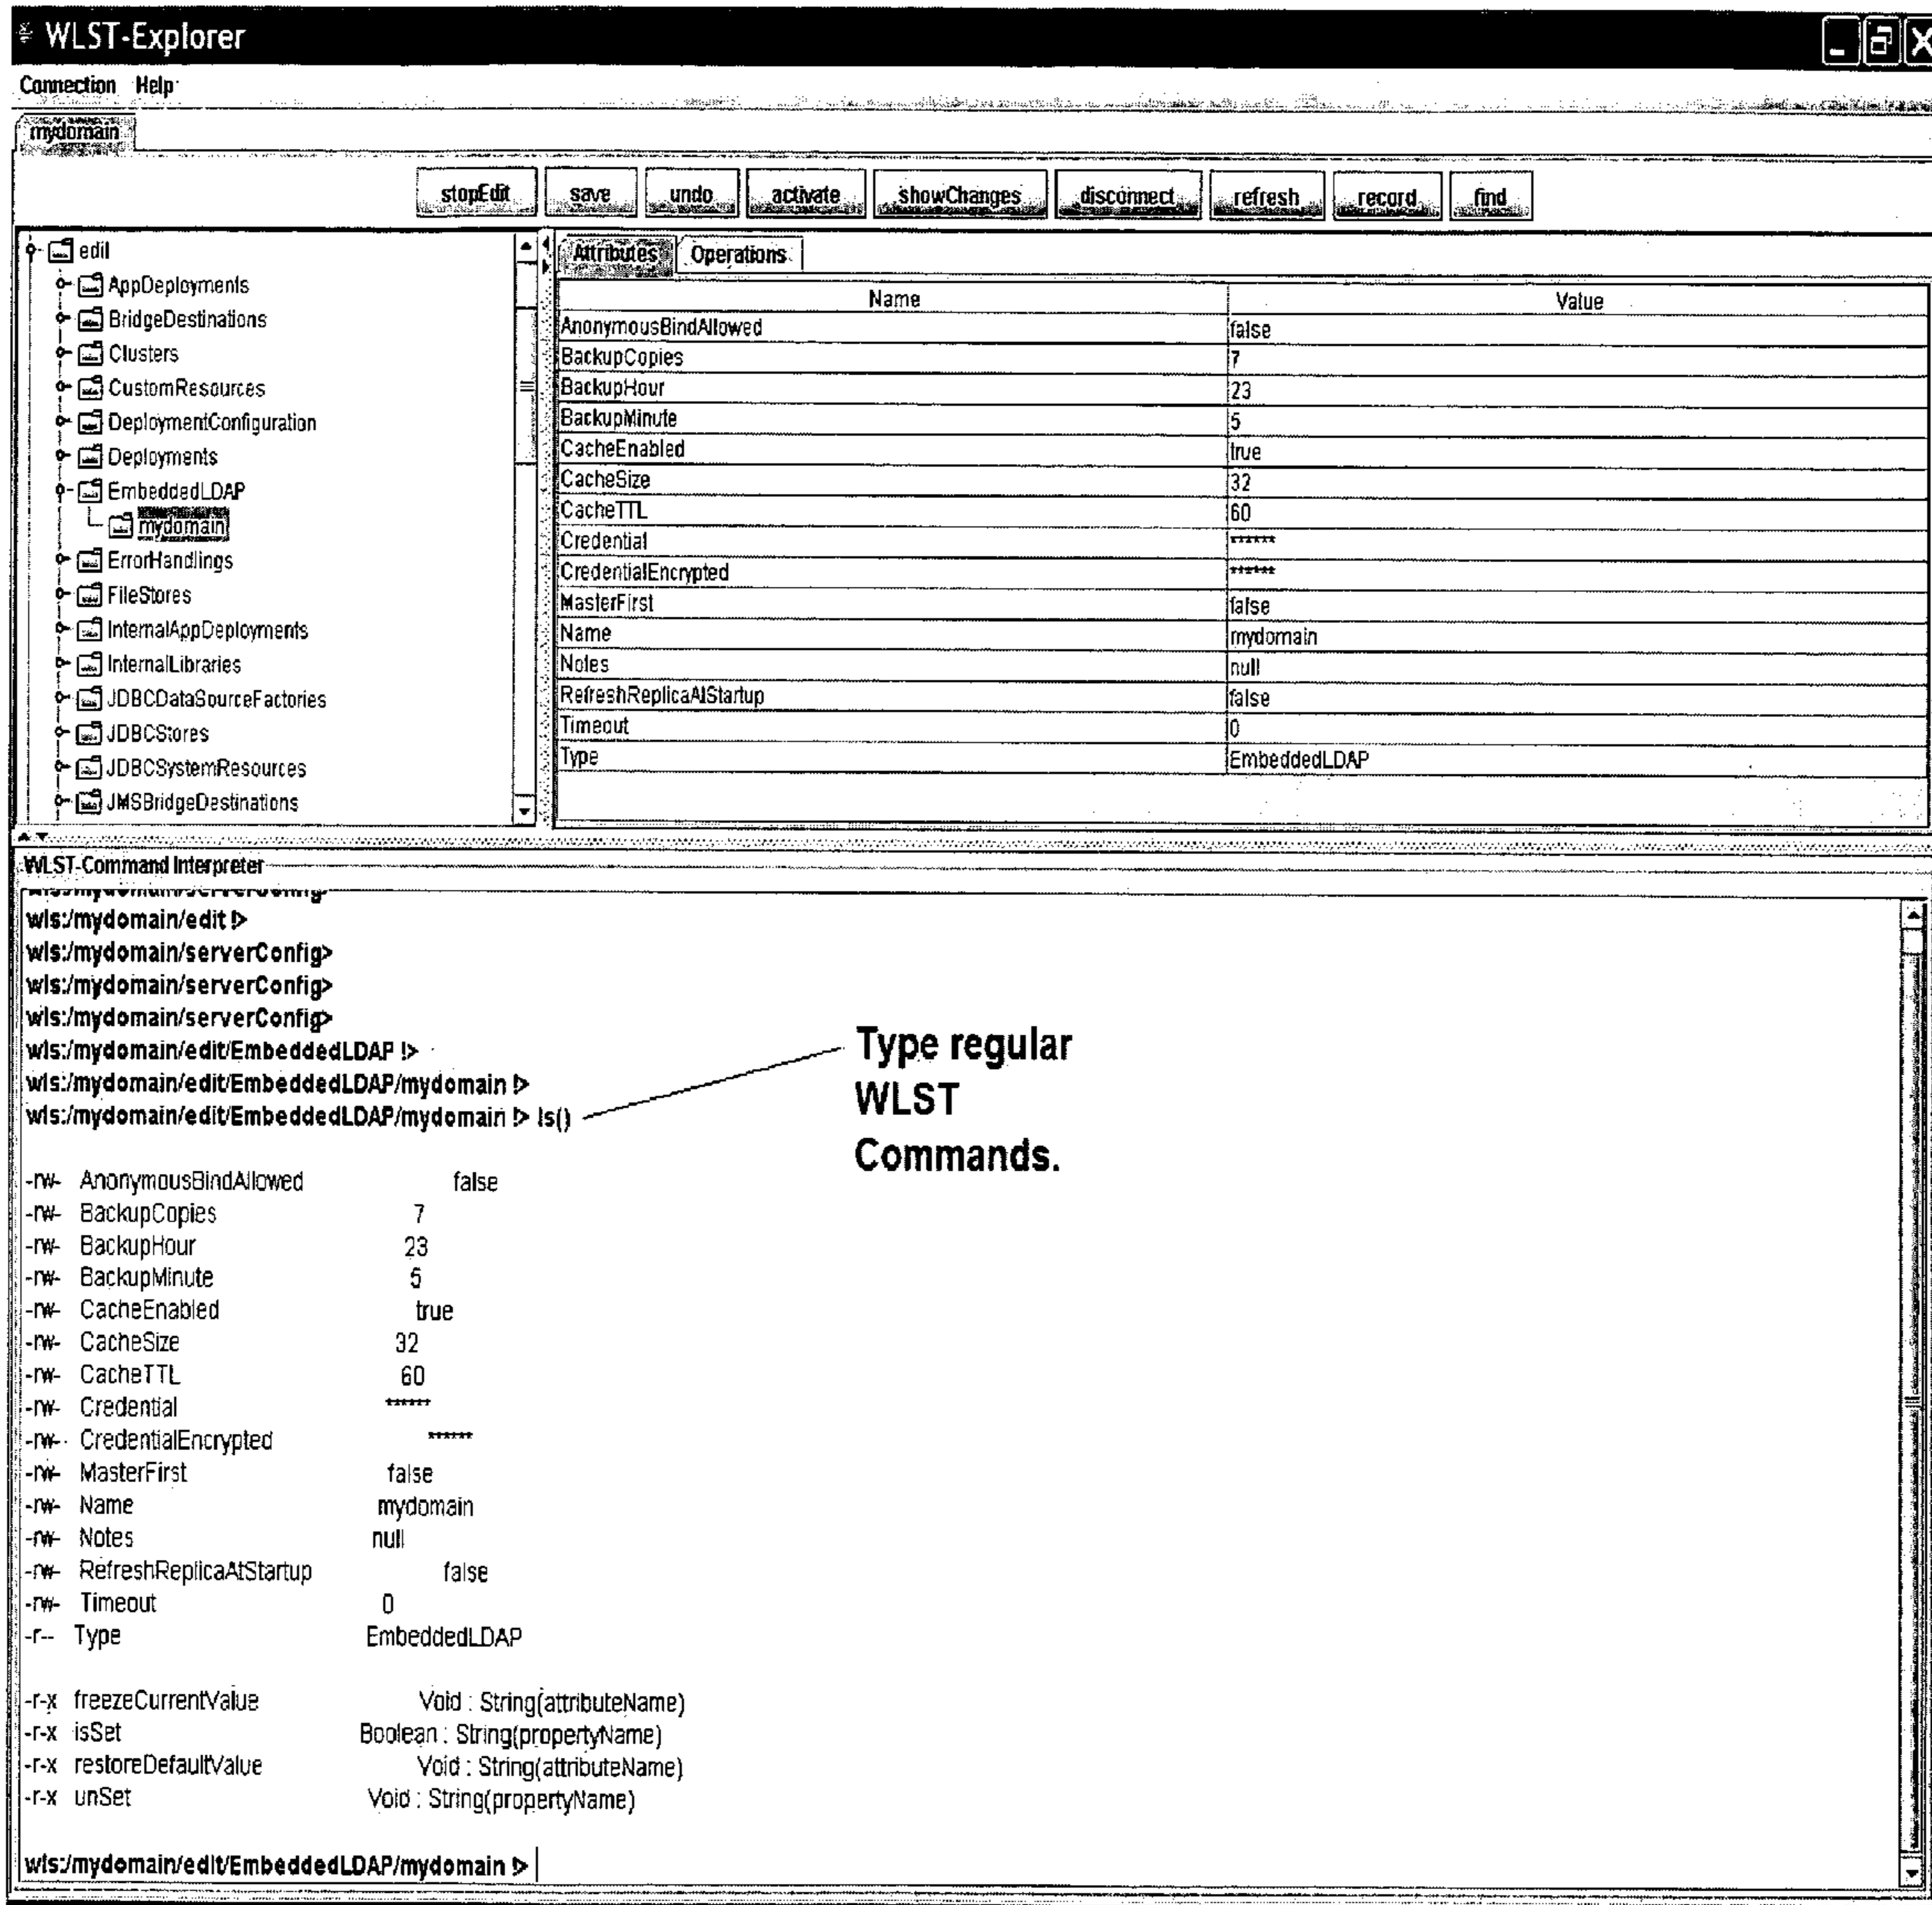 WLST-Explorer
Connection Help
mydomain
stopEdit save undo activate showChanges disconnect refresh record find
edit
AppDeployments
BridgeDestinations
Clusters
CustomResources
DeploymentConfiguration
Deployments
EmbeddedLDAP
mydomain
ErrorHandlings
FileStores
InternalAppDeployments
InternalLibraries
JDBCDataSourceFactories
JDBCStores
JDBCSystemResources
JMSBridgeDestinations
Attributes Operations
Name Value
AnonymousBindAllowed false
BackupCopies 7
BackupHour 23
BackupMinute 5
CacheEnabled true
CacheSize 32
CacheTTL 60
Credential ******
CredentialEncrypted ******
MasterFirst false
Name mydomain
Notes null
RefreshReplicaAtStartup false
Timeout 0
Type EmbeddedLDAP
WLST-Command Interpreter
wls:/mydomain/serverConfig>
wls:/mydomain/edit !>
wls:/mydomain/serverConfig>
wls:/mydomain/serverConfig>
wls:/mydomain/serverConfig>
wls:/mydomain/edit/EmbeddedLDAP !>
wls:/mydomain/edit/EmbeddedLDAP/mydomain !>
wls:/mydomain/edit/EmbeddedLDAP/mydomain !> ls()
Type regular
WLST
Commands.
-rw- AnonymousBindAllowed false
-rw- BackupCopies 7
-rw- BackupHour 23
-rw- BackupMinute 5
-rw- CacheEnabled true
-rw- CacheSize 32
-rw- CacheTTL 60
-rw- Credential ******
-rw- CredentialEncrypted ******
-rw- MasterFirst false
-rw- Name mydomain
-rw- Notes null
-rw- RefreshReplicaAtStartup false
-rw- Timeout 0
-r-- Type EmbeddedLDAP
-r-x freezeCurrentValue Void : String(attributeName)
-r-x isSet Boolean : String(propertyName)
-r-x restoreDefaultValue Void : String(attributeName)
-r-x unSet Void : String(propertyName)
wls:/mydomain/edit/EmbeddedLDAP/mydomain !>